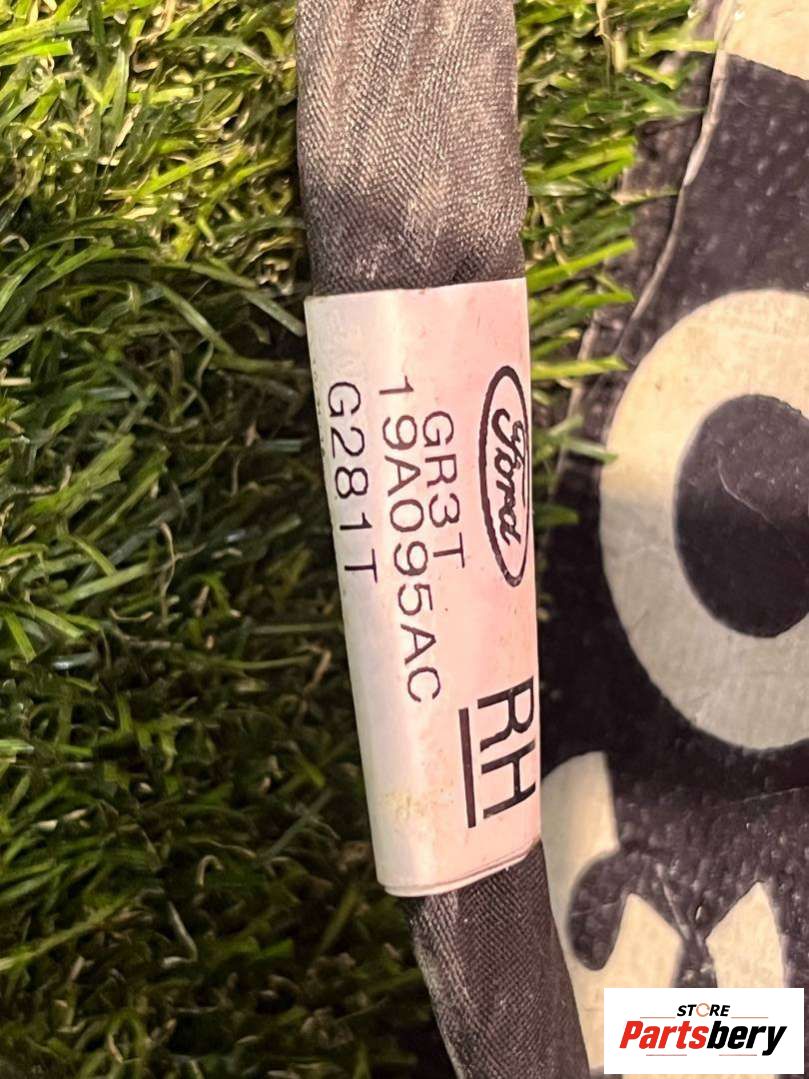 Ford
RH
GR3T
19A095AC
G281T
STORE
Partsbery